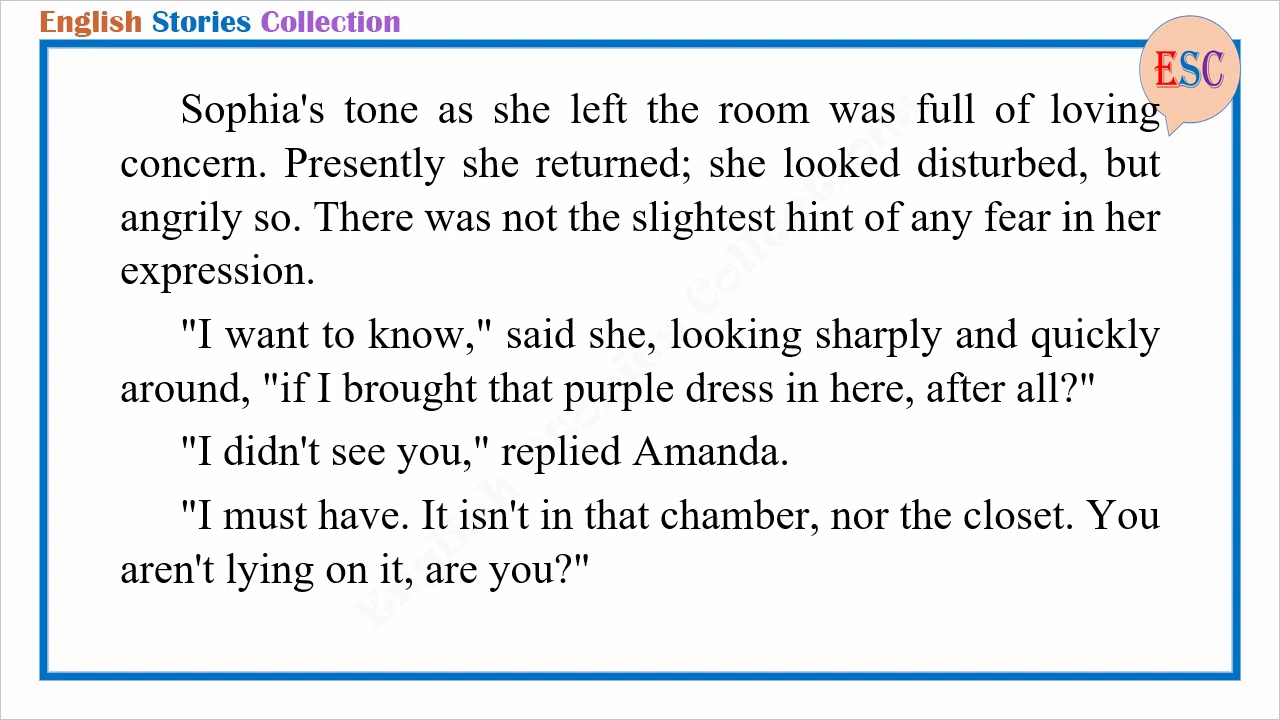 English Stories Collection
ESC
Sophia's tone as she left the room was full of loving
concern. Presently she returned; she looked disturbed, but
angrily so. There was not the slightest hint of any fear in her
expression.
"I want to know," said she, looking sharply and quickly
around, "if I brought that purple dress in here, after all?"
"I didn't see you," replied Amanda.
"I must have. It isn't in that chamber, nor the closet. You
aren't lying on it, are you?"
English Stories Collection